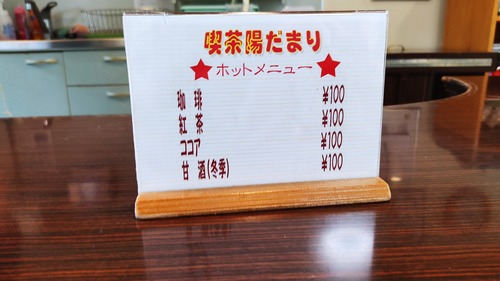 喫茶陽だまり
★ホットメニュー★
珈 琲 ¥100
紅 茶 ¥100
ココア ¥100
甘 酒(冬季) ¥100